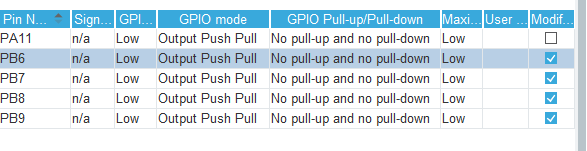 Pin N... Sign... GPI... GPIO mode GPIO Pull-up/Pull-down Maxi... User ... Modif...
PA11 n/a Low Output Push Pull No pull-up and no pull-down Low
PB6 n/a Low Output Push Pull No pull-up and no pull-down Low
PB7 n/a Low Output Push Pull No pull-up and no pull-down Low
PB8 n/a Low Output Push Pull No pull-up and no pull-down Low
PB9 n/a Low Output Push Pull No pull-up and no pull-down Low